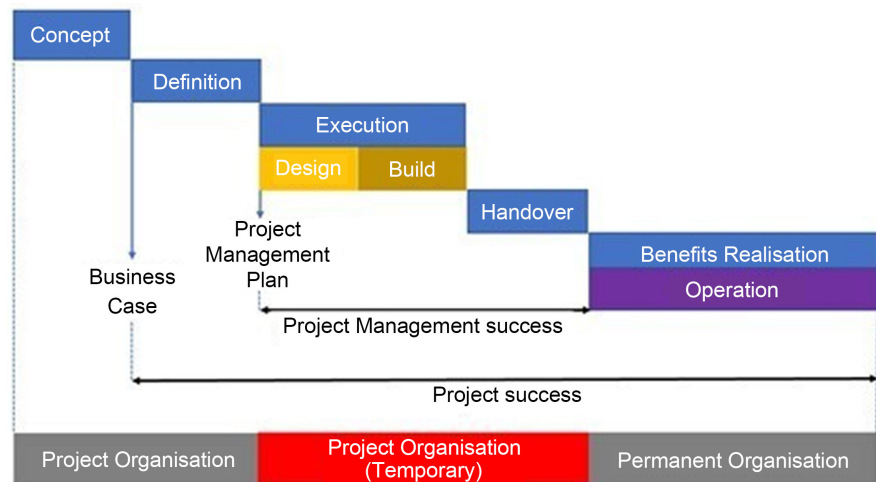 Concept
Definition
Execution
Design
Build
Handover
Project
Management
Plan
Business
Case
Benefits Realisation
Operation
Project Management success
Project success
Project Organisation
Project Organisation
(Temporary)
Permanent Organisation